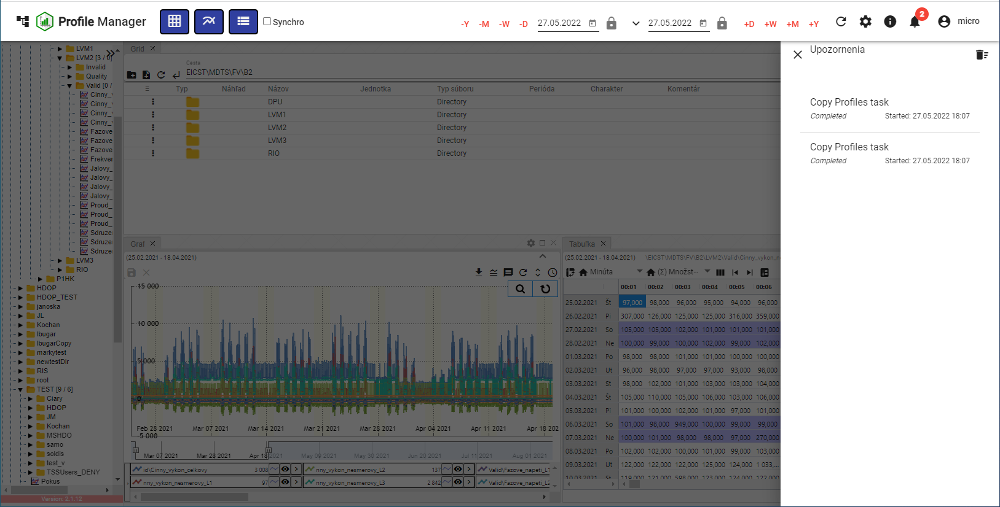 Profile Manager
Synchro
-Y -M -W -D 27.05.2022 27.05.2022 +D +W +M +Y
2
micro
LVM1
LVM2 [3 / 0]
Invalid
Quality
Valid [0 /
Cinny_
Cinny_
Cinny_
Cinny_
Fazove
Fazove
Fazove
Frekver
Jalovy_
Jalovy_
Jalovy_
Jalovy_
Proud_
Proud_
Proud_
Sdruze
Sdruze
Sdruze
LVM3
RIO
P1HK
HDOP
HDOP_TEST
janoska
JL
Kochan
lbugar
lbugarCopy
markytest
newtestDir
RIS
root
TEST [9 / 6]
Ciary
HDOP
JM
Kochan
MSHDO
samo
soldis
test_v
TSSUsers_DENY
Pokus
Version: 2.1.12
Grid
Cesta
EICST\MDTS\FV\B2
Typ Náhľad Názov Jednotka Typ súboru Perióda Charakter Komentár
DPU Directory
LVM1 Directory
LVM2 Directory
LVM3 Directory
RIO Directory
Graf
(25.02.2021 - 18.04.2021)
15 000
10 000
5 000
0
-5 000
Feb 28 2021 Mar 07 2021 Mar 14 2021 Mar 21 2021 Mar 28 2021 Apr 04 2021 Apr 11 2021 Apr 18 202
Mar 07 2021 Mar 28 2021 Apr 18 2021 May 09 2021 May 30 2021 Jun 20 2021 Jul 11 2021 Aug 01 2021
id\Cinny_vykon_celkovy 3 008 nny_vykon_nesmerovy_L2 137 Valid\Fazove_napeti_L1
nny_vykon_nesmerovy_L1 97 nny_vykon_nesmerovy_L3 2 842 Valid\Fazove_napeti_L2
Tabuľka
(25.02.2021 - 18.04.2021) \EICST\MDTS\FV\B2\LVM2\Valid\Cinny_vykon_n
Minúta (Σ) Množst···
00:01 00:02 00:03 00:04 00:05 00:06
25.02.2021 Št 97,000 98,000 96,000 95,000 94,000 96,000
26.02.2021 Pi 307,000 126,000 125,000 125,000 316,000 359,000
27.02.2021 So 105,000 105,000 102,000 101,000 101,000 101,000
28.02.2021 Ne 100,000 99,000 100,000 102,000 99,000 102,000
01.03.2021 Po 98,000 98,000 101,000 101,000 100,000 100,000
02.03.2021 Ut 96,000 98,000 97,000 97,000 93,000 98,000
03.03.2021 St 98,000 102,000 101,000 103,000 103,000 104,000
04.03.2021 Št 105,000 110,000 105,000 106,000 103,000 106,000
05.03.2021 Pi 101,000 100,000 102,000 101,000 97,000 101,000
06.03.2021 So 101,000 98,000 949,000 100,000 99,000 99,000
07.03.2021 Ne 100,000 101,000 98,000 98,000 97,000 270,000
08.03.2021 Po 102,000 102,000 100,000 101,000 99,000 103,000
09.03.2021 Ut 122,000 122,000 122,000 125,000 124,000 1 033,...
10.03.2021 St 119,000 121,000 598,000 123,000 124,000 122,000
Upozornenia
Copy Profiles task
Completed Started: 27.05.2022 18:07
Copy Profiles task
Completed Started: 27.05.2022 18:07